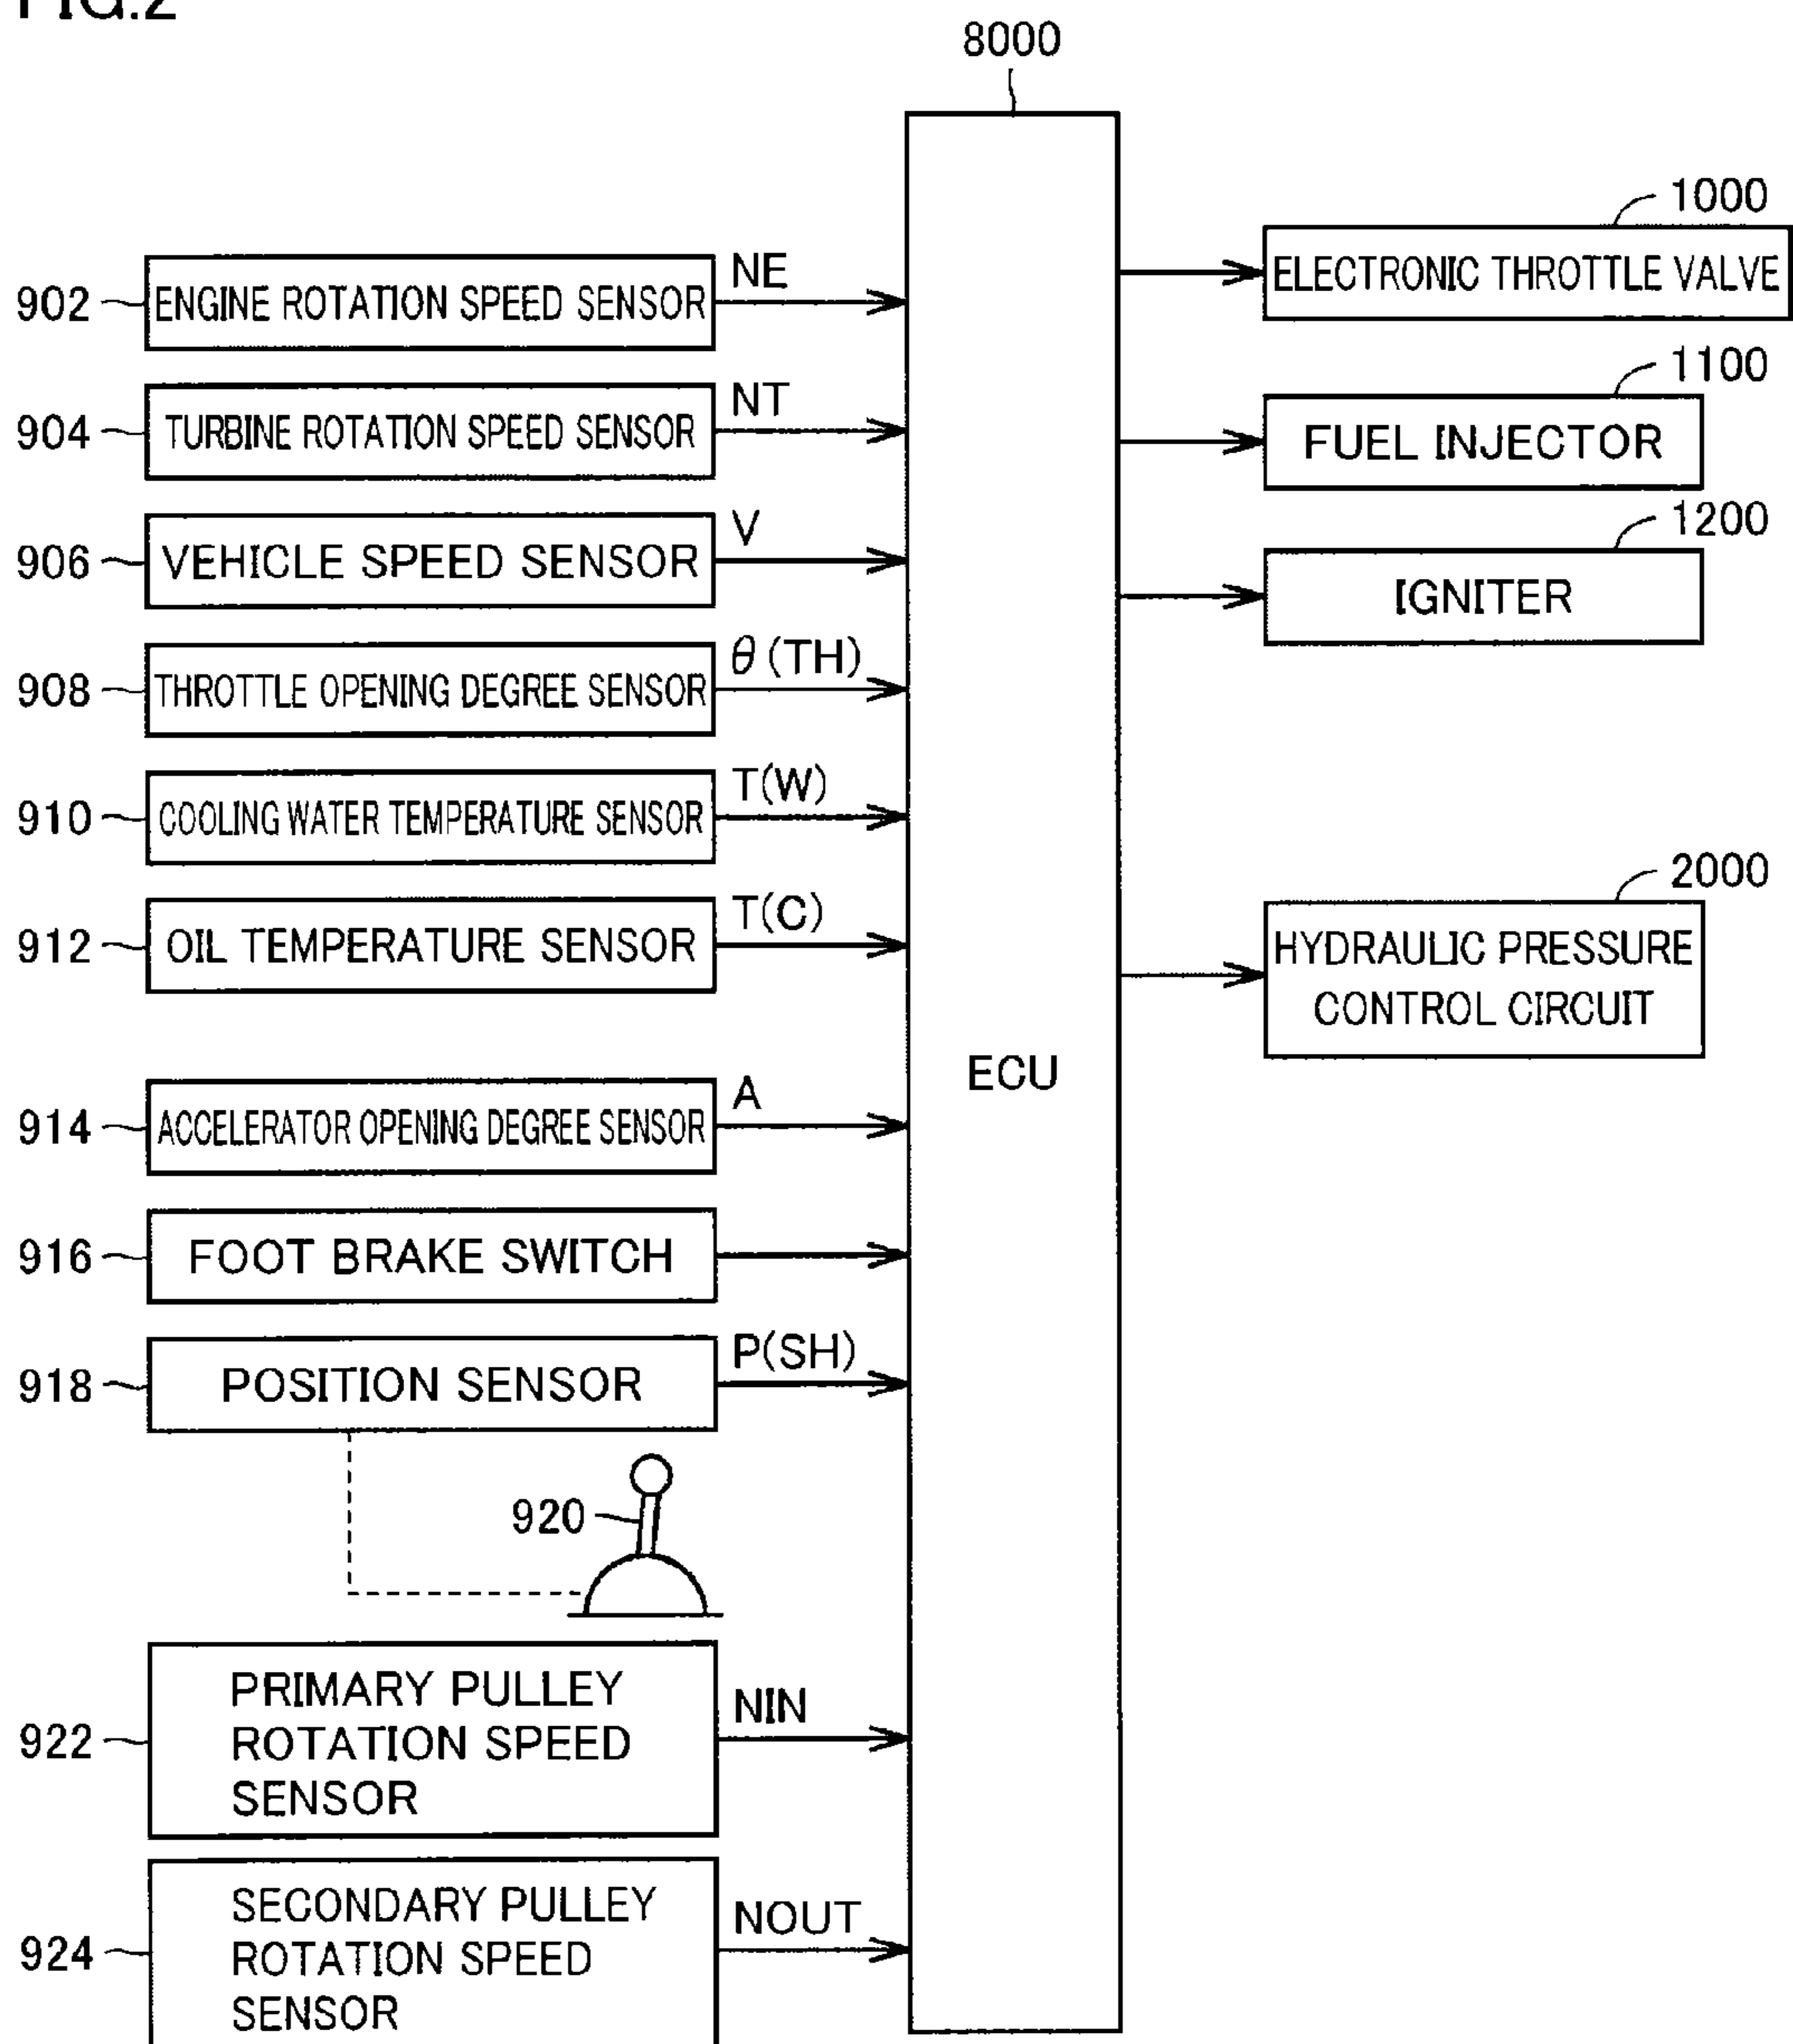 FIG.2
8000
1000
ELECTRONIC THROTTLE VALVE
902
ENGINE ROTATION SPEED SENSOR
NE
1100
FUEL INJECTOR
904
TURBINE ROTATION SPEED SENSOR
NT
1200
IGNITER
906
VEHICLE SPEED SENSOR
V
908
THROTTLE OPENING DEGREE SENSOR
θ(TH)
910
COOLING WATER TEMPERATURE SENSOR
T(W)
912
OIL TEMPERATURE SENSOR
T(C)
2000
HYDRAULIC PRESSURE
CONTROL CIRCUIT
ECU
914
ACCELERATOR OPENING DEGREE SENSOR
A
916
FOOT BRAKE SWITCH
918
POSITION SENSOR
P(SH)
920
922
PRIMARY PULLEY
ROTATION SPEED
SENSOR
NIN
924
SECONDARY PULLEY
ROTATION SPEED
SENSOR
NOUT